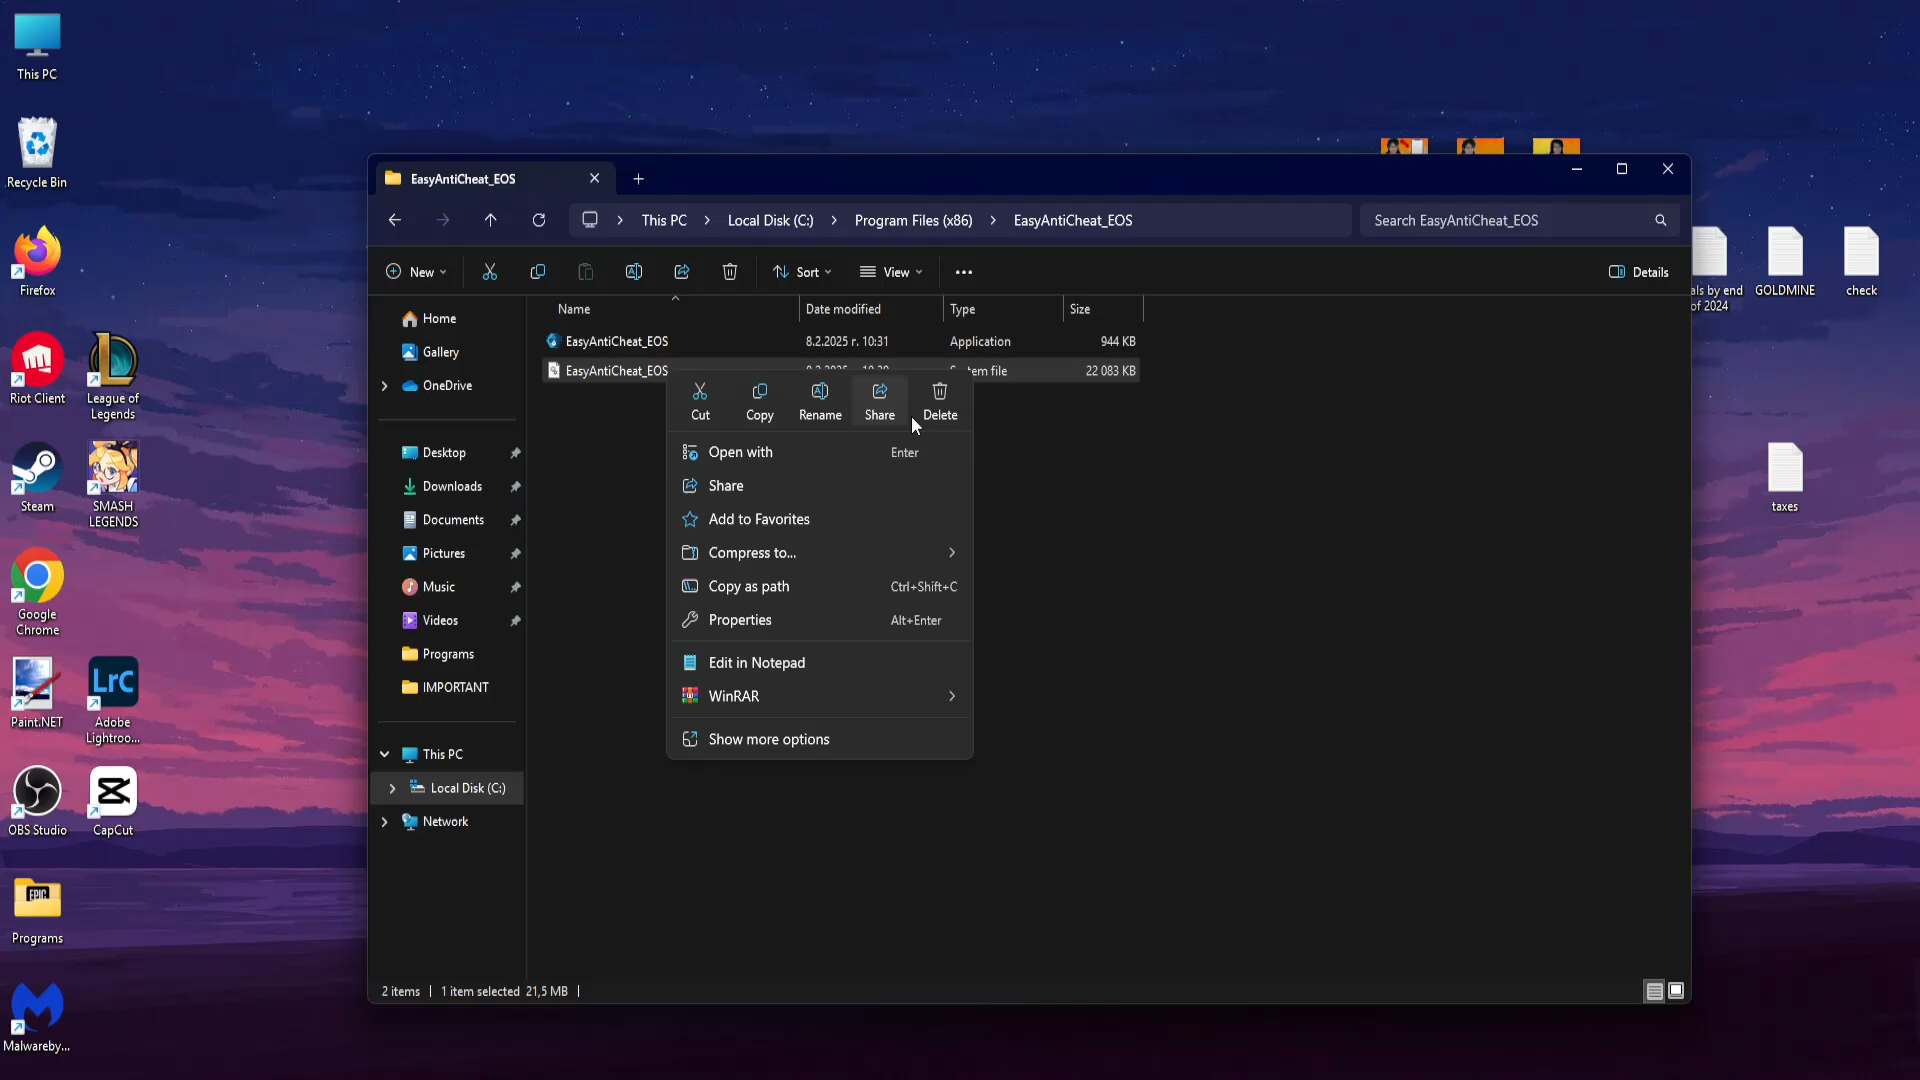 This PC
Recycle Bin
Firefox
Riot Client
League of
Legends
Steam
SMASH
LEGENDS
Google
Chrome
Paint.NET
Adobe
Lightroo...
OBS Studio
CapCut
Programs
Malwareby...
EasyAntiCheat_EOS
This PC > Local Disk (C:) > Program Files (x86) > EasyAntiCheat_EOS
Search EasyAntiCheat_EOS
New
Sort
View
Details
Home
Gallery
OneDrive
Desktop
Downloads
Documents
Pictures
Music
Videos
Programs
IMPORTANT
This PC
Local Disk (C:)
Network
Name Date modified Type Size
EasyAntiCheat_EOS 8.2.2025 г. 10:31 Application 944 KB
EasyAntiCheat_EOS file 22 083 KB
Cut Copy Rename Share Delete
Open with Enter
Share
Add to Favorites
Compress to...
Copy as path Ctrl+Shift+C
Properties Alt+Enter
Edit in Notepad
WinRAR
Show more options
2 items 1 item selected 21,5 MB
by end
of 2024
GOLDMINE
check
taxes
LrC
EPIC